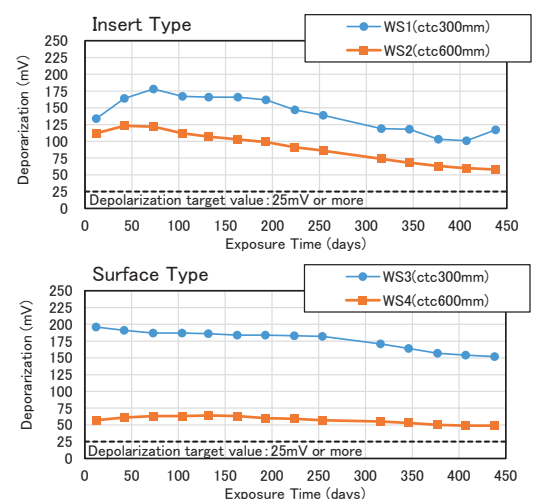 Insert Type
WS1(ctc300mm)
WS2(ctc600mm)
Deporarization (mV)
250
225
200
175
150
125
100
75
50
25
0
Depolarization target value：25mV or more
0 50 100 150 200 250 300 350 400 450
Exposure Time (days)
Surface Type
WS3(ctc300mm)
WS4(ctc600mm)
Deporarization (mV)
250
225
200
175
150
125
100
75
50
25
0
Depolarization target value：25mV or more
0 50 100 150 200 250 300 350 400 450
Exposure Time (days)